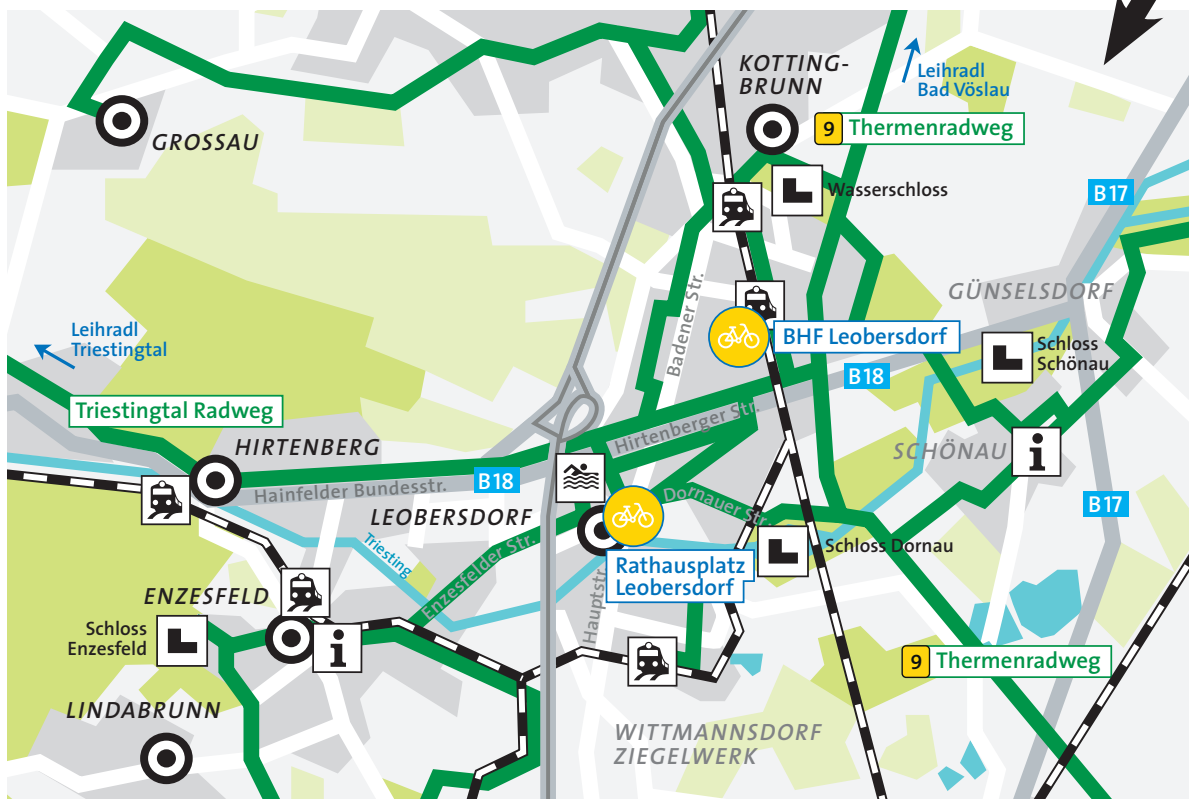 KOTTING-
BRUNN
Leihradl
Bad Vöslau
GROSSAU
9 Thermenradweg
Wasserschloss
B17
Badener Str.
GÜNSELSDORF
Leihradl
Triestingtal
BHF Leobersdorf
Schloss
Schönau
B18
Triestingtal Radweg
Hirtenberger Str.
HIRTENBERG
SCHÖNAU
B18
Hainfelder Bundesstr.
LEOBERSDORF
Dornauer Str.
B17
Triesting
Enzesfelder Str.
Schloss Dornau
Rathausplatz
Leobersdorf
ENZESFELD
Hauptstr.
Schloss
Enzesfeld
9 Thermenradweg
LINDABRUNN
WITTMANNSDORF
ZIEGELWERK